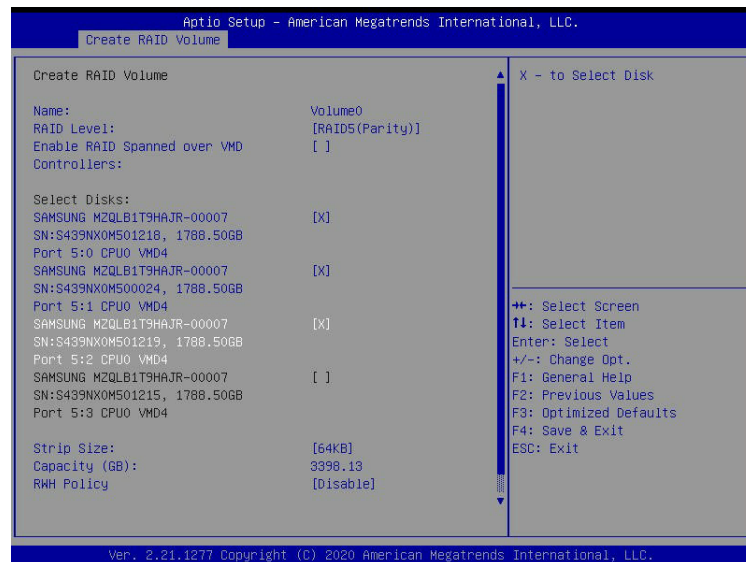 Aptio Setup - American Megatrends International, LLC.
Create RAID Volume
Create RAID Volume
Name: Volume0
RAID Level: [RAID5(Parity)]
Enable RAID Spanned over VMD [ ]
Controllers:
Select Disks:
SAMSUNG MZQLB1T9HAJR-00007 [X]
SN:S439NX0M501218, 1788.50GB
Port 5:0 CPU0 VMD4
SAMSUNG MZQLB1T9HAJR-00007 [X]
SN:S439NX0M500024, 1788.50GB
Port 5:1 CPU0 VMD4
SAMSUNG MZQLB1T9HAJR-00007 [X]
SN:S439NX0M501219, 1788.50GB
Port 5:2 CPU0 VMD4
SAMSUNG MZQLB1T9HAJR-00007 [ ]
SN:S439NX0M501215, 1788.50GB
Port 5:3 CPU0 VMD4
Strip Size: [64KB]
Capacity (GB): 3398.13
RWH Policy [Disable]
X - to Select Disk
→←: Select Screen
↑↓: Select Item
Enter: Select
+/-: Change Opt.
F1: General Help
F2: Previous Values
F3: Optimized Defaults
F4: Save & Exit
ESC: Exit
Ver. 2.21.1277 Copyright (C) 2020 American Megatrends International, LLC.